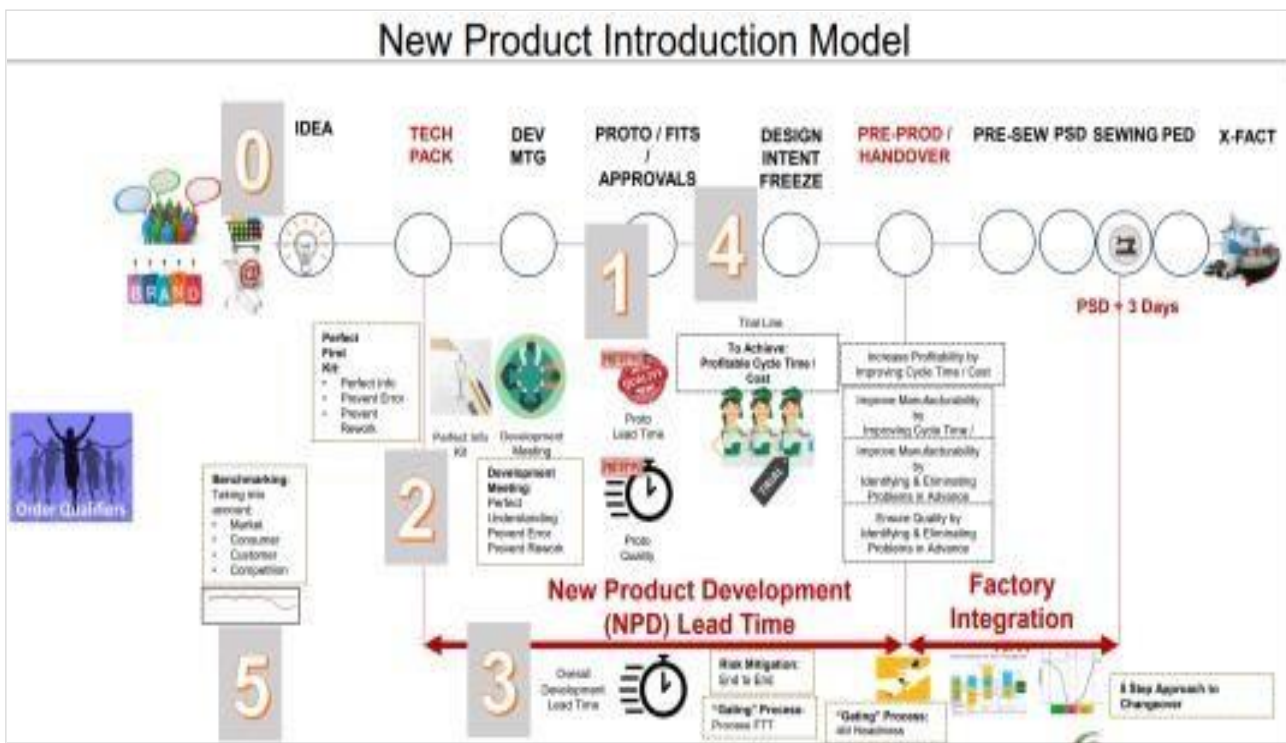 New Product Introduction Model
0
IDEA
TECH
PACK
DEV
MTG
PROTO / FITS
/
APPROVALS
DESIGN
INTENT
FREEZE
PRE-PROD /
HANDOVER
PRE-SEW PSD SEWING PED
X-FACT
1
4
BRAND
@
PSD + 3 Days
Perfect
First
Kit:
• Perfect Info
• Prevent Error
• Prevent
Rework
Perfect Info
Kit
Development
Meeting
Proto
Lead Time
Trial Line
To Achieve:
Profitable Cycle Time /
Cost
TRIAL
Increase Profitability by
Improving Cycle Time / Cost
Improve Manufacturability
by
Improving Cycle Time /
Improve Manufacturability
by
Identifying & Eliminating
Problems in Advance
Ensure Quality by
Identifying & Eliminating
Problems in Advance
Order Qualifiers
Benchmarking:
Taking into
account:
• Market
• Consumer
• Customer
• Competition
2
Development
Meeting:
Perfect
Understanding
Prevent Error
Prevent Rework
Proto
Quality
New Product Development
(NPD) Lead Time
Factory
Integration
5
3
Overall
Development
Lead Time
Risk Mitigation:
End to End
"Gating" Process:
Process FTT
"Gating" Process:
Readiness
5 Step Approach to
Changeover